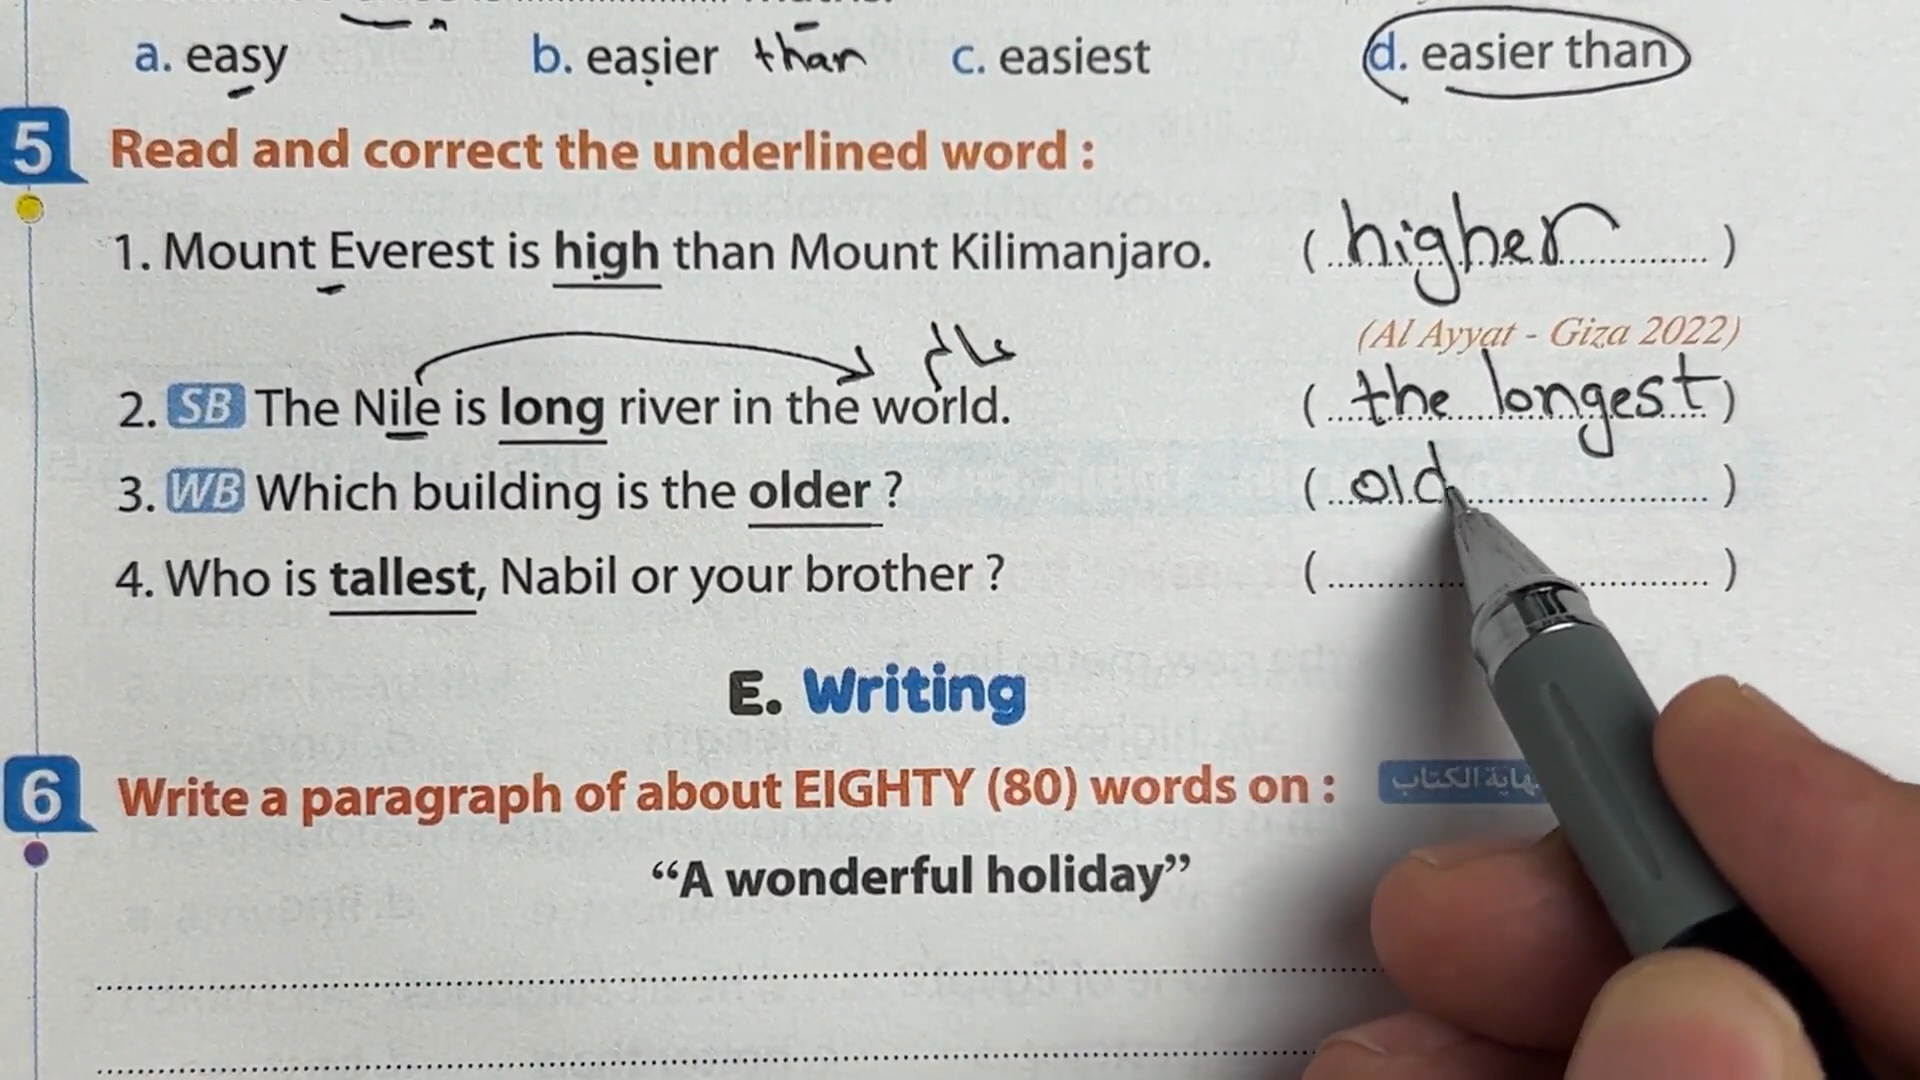 a. easy b. easier than c. easiest d. easier than
5 Read and correct the underlined word :
1. Mount Everest is high than Mount Kilimanjaro. ( higher )
(Al Ayyat - Giza 2022)
عالم
2. SB The Nile is long river in the world. ( the longest )
3. WB Which building is the older ? ( old )
4. Who is tallest, Nabil or your brother ? ( )
E. Writing
6 Write a paragraph of about EIGHTY (80) words on : نهاية الكتاب
“A wonderful holiday”